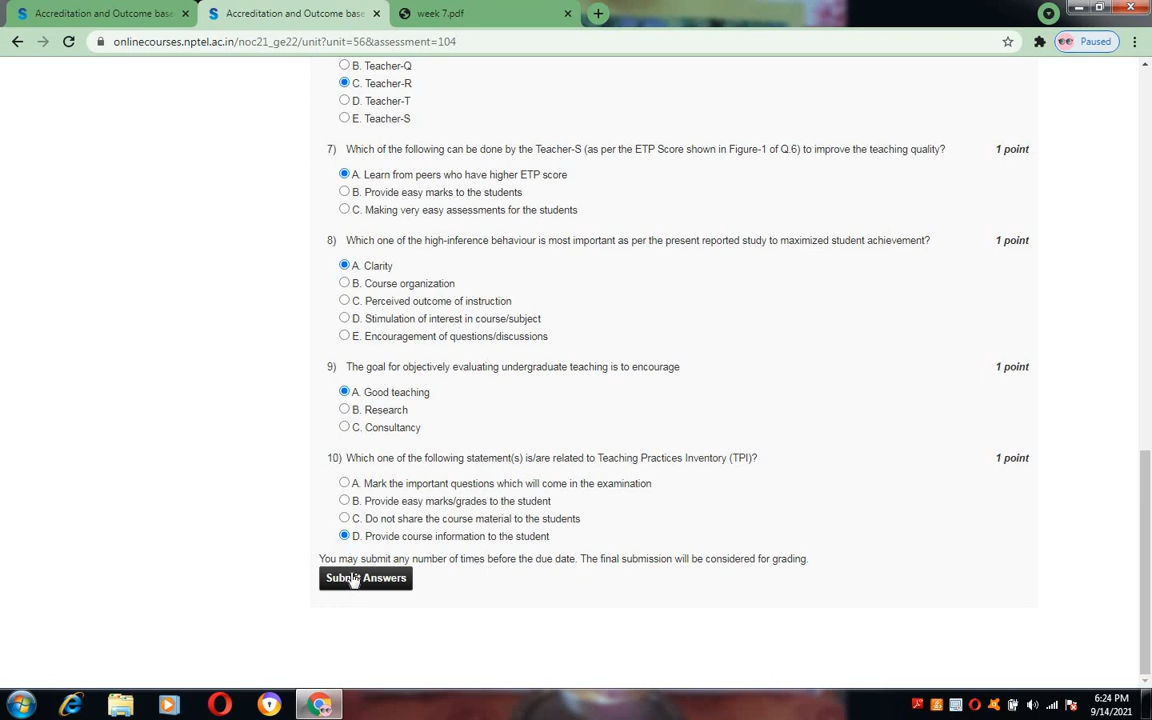 Accreditation and Outcome base
Accreditation and Outcome base
week 7.pdf
onlinecourses.nptel.ac.in/noc21_ge22/unit?unit=56&assessment=104
Paused
B. Teacher-Q
C. Teacher-R
D. Teacher-T
E. Teacher-S
7) Which of the following can be done by the Teacher-S (as per the ETP Score shown in Figure-1 of Q.6) to improve the teaching quality? 1 point
A. Learn from peers who have higher ETP score
B. Provide easy marks to the students
C. Making very easy assessments for the students
8) Which one of the high-inference behaviour is most important as per the present reported study to maximized student achievement? 1 point
A. Clarity
B. Course organization
C. Perceived outcome of instruction
D. Stimulation of interest in course/subject
E. Encouragement of questions/discussions
9) The goal for objectively evaluating undergraduate teaching is to encourage 1 point
A. Good teaching
B. Research
C. Consultancy
10) Which one of the following statement(s) is/are related to Teaching Practices Inventory (TPI)? 1 point
A. Mark the important questions which will come in the examination
B. Provide easy marks/grades to the student
C. Do not share the course material to the students
D. Provide course information to the student
You may submit any number of times before the due date. The final submission will be considered for grading.
Submit Answers
6:24 PM
9/14/2021